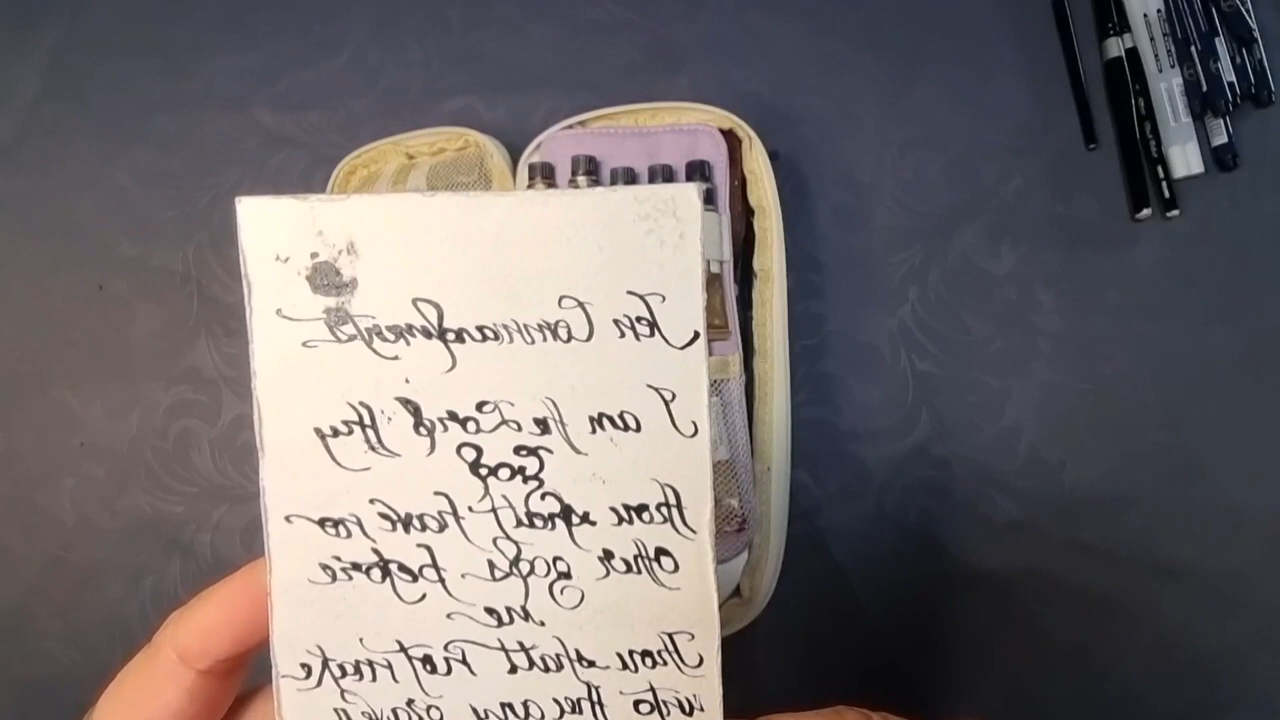 Ten Commandments
I am the Lord thy
God
Thou shalt have no
other gods before
me
Thou shalt not make
unto thee any graven